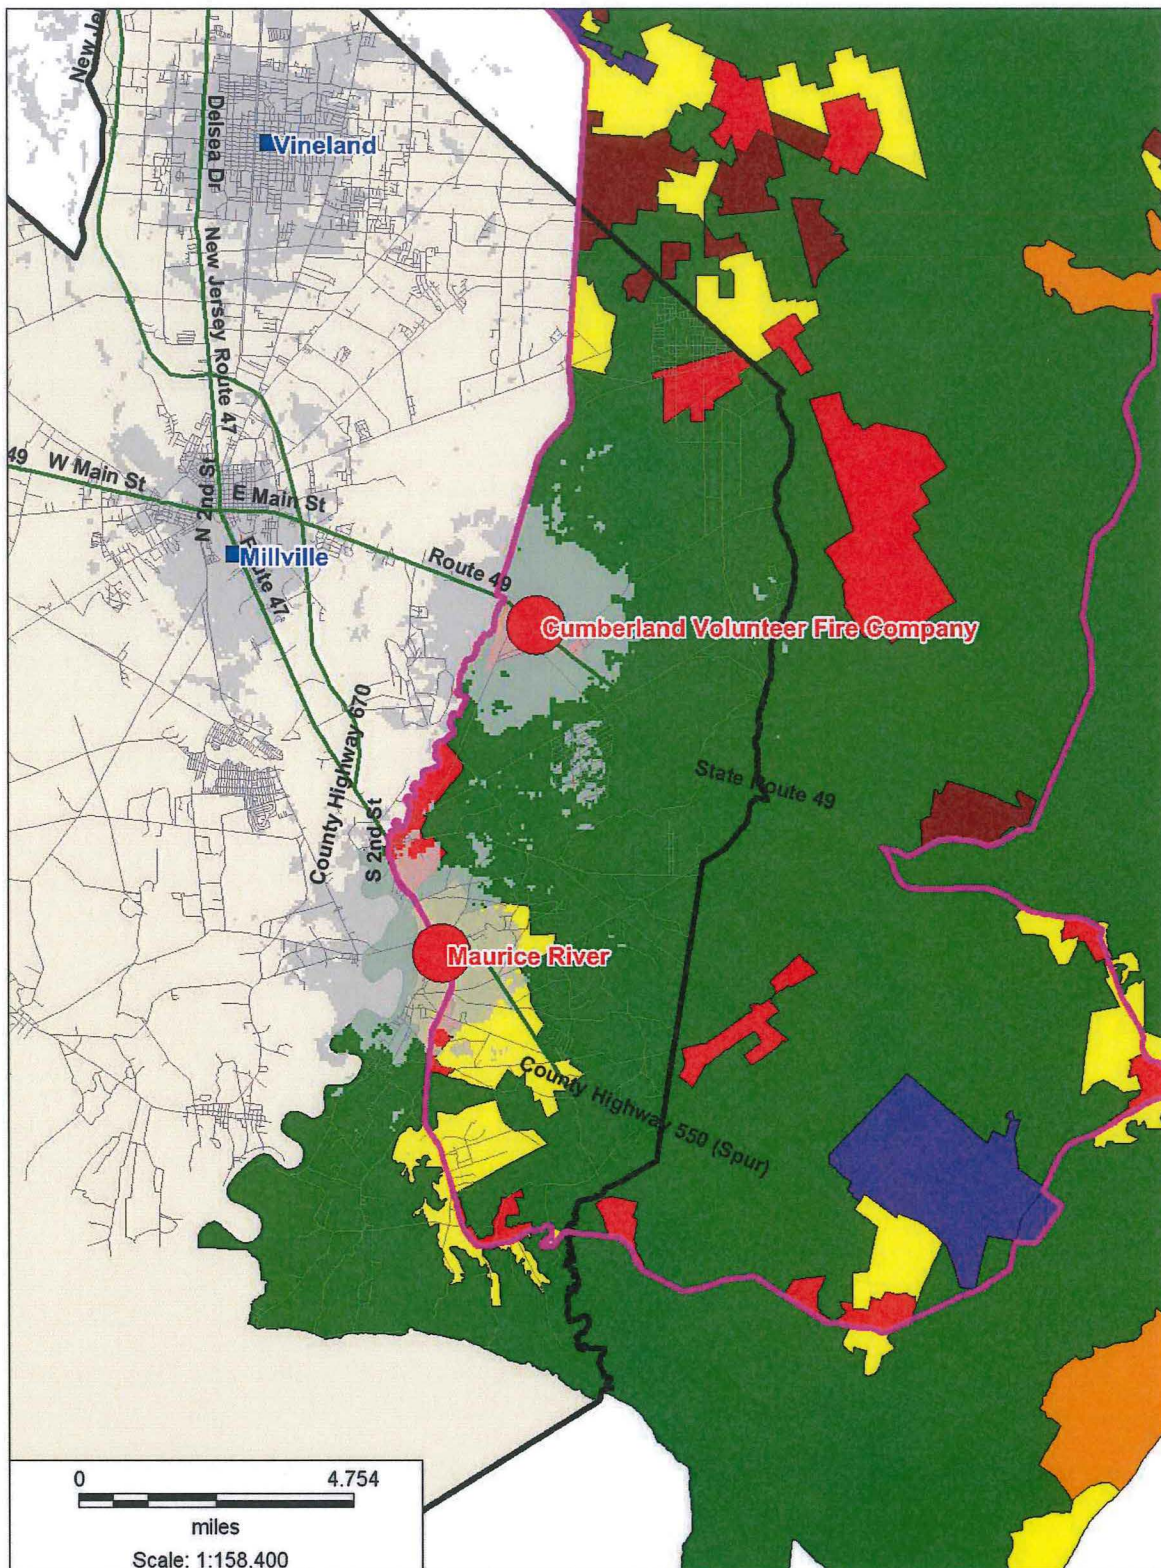 New Je
Delsea Dr
Vineland
New Jersey Route 47
49
W Main St
N 2nd St
E Main St
Millville
Route 49
Cumberland Volunteer Fire Company
County Highway 670
State Route 49
S 2nd St
Maurice River
County Highway 550 (Spur)
0 4.754
miles
Scale: 1:158,400